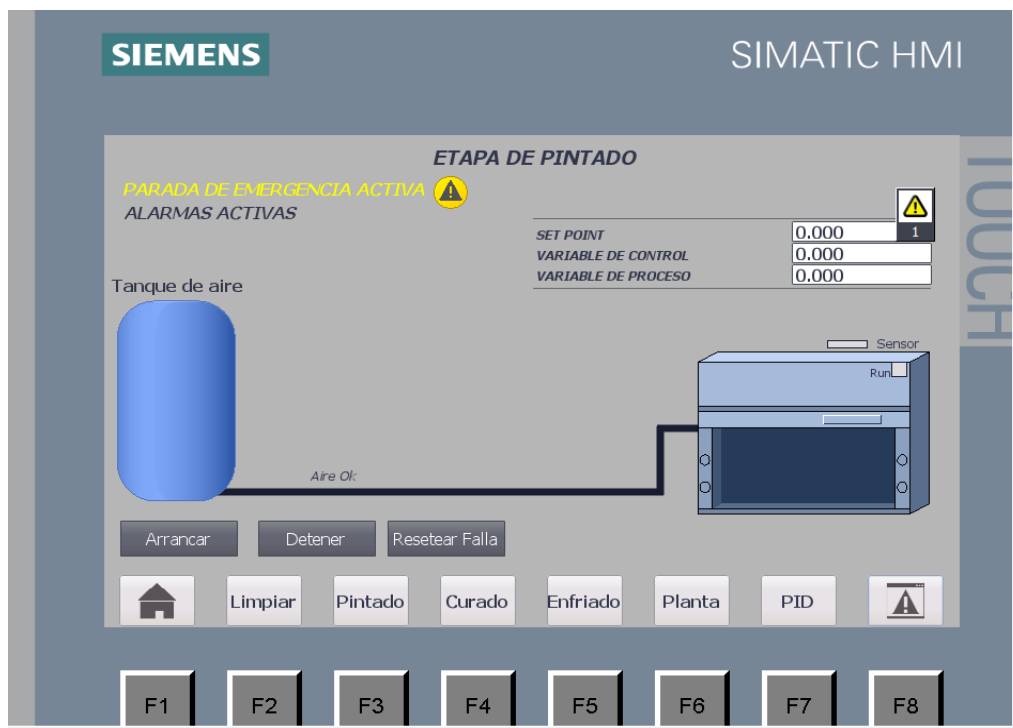 SIEMENS
SIMATIC HMI
TOUCH
ETAPA DE PINTADO
PARADA DE EMERGENCIA ACTIVA
ALARMAS ACTIVAS
1
SET POINT 0.000
VARIABLE DE CONTROL 0.000
VARIABLE DE PROCESO 0.000
Tanque de aire
Sensor
Run
Aire Ok
Arrancar Detener Resetear Falla
Limpiar Pintado Curado Enfriado Planta PID
F1 F2 F3 F4 F5 F6 F7 F8